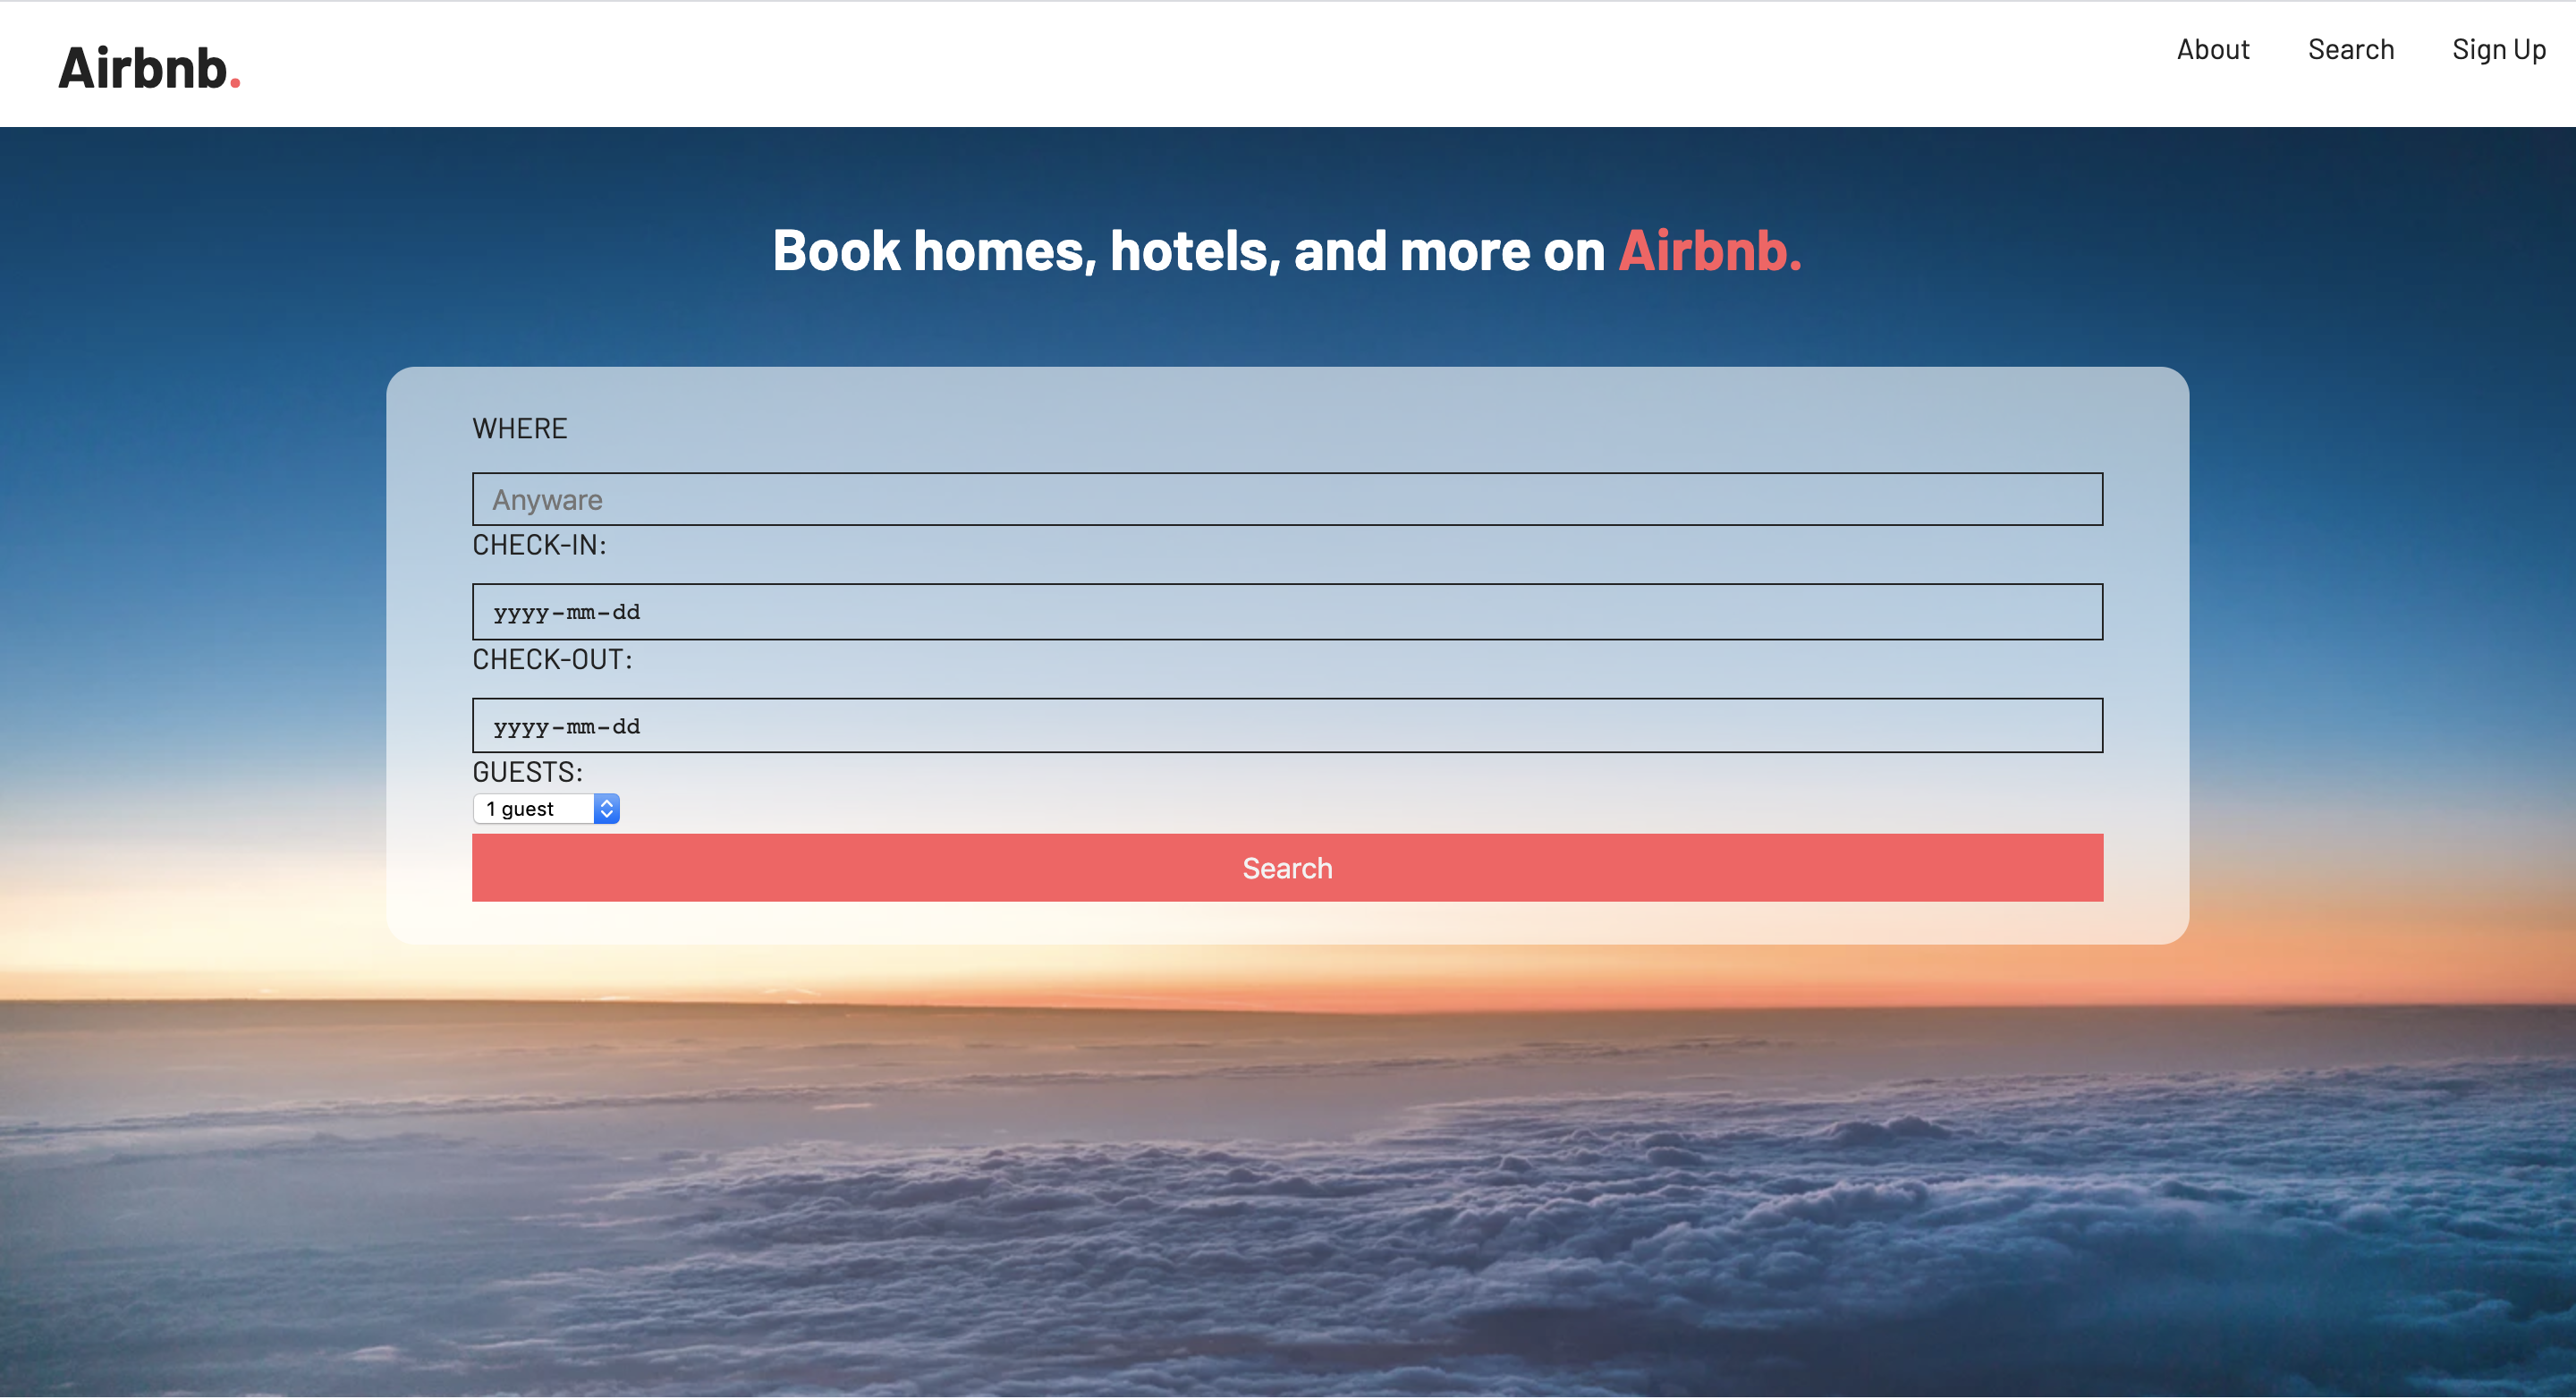 Airbnb.
About Search Sign Up
Book homes, hotels, and more on Airbnb.
WHERE
Anyware
CHECK-IN:
yyyy-mm-dd
CHECK-OUT:
yyyy-mm-dd
GUESTS:
1 guest
Search